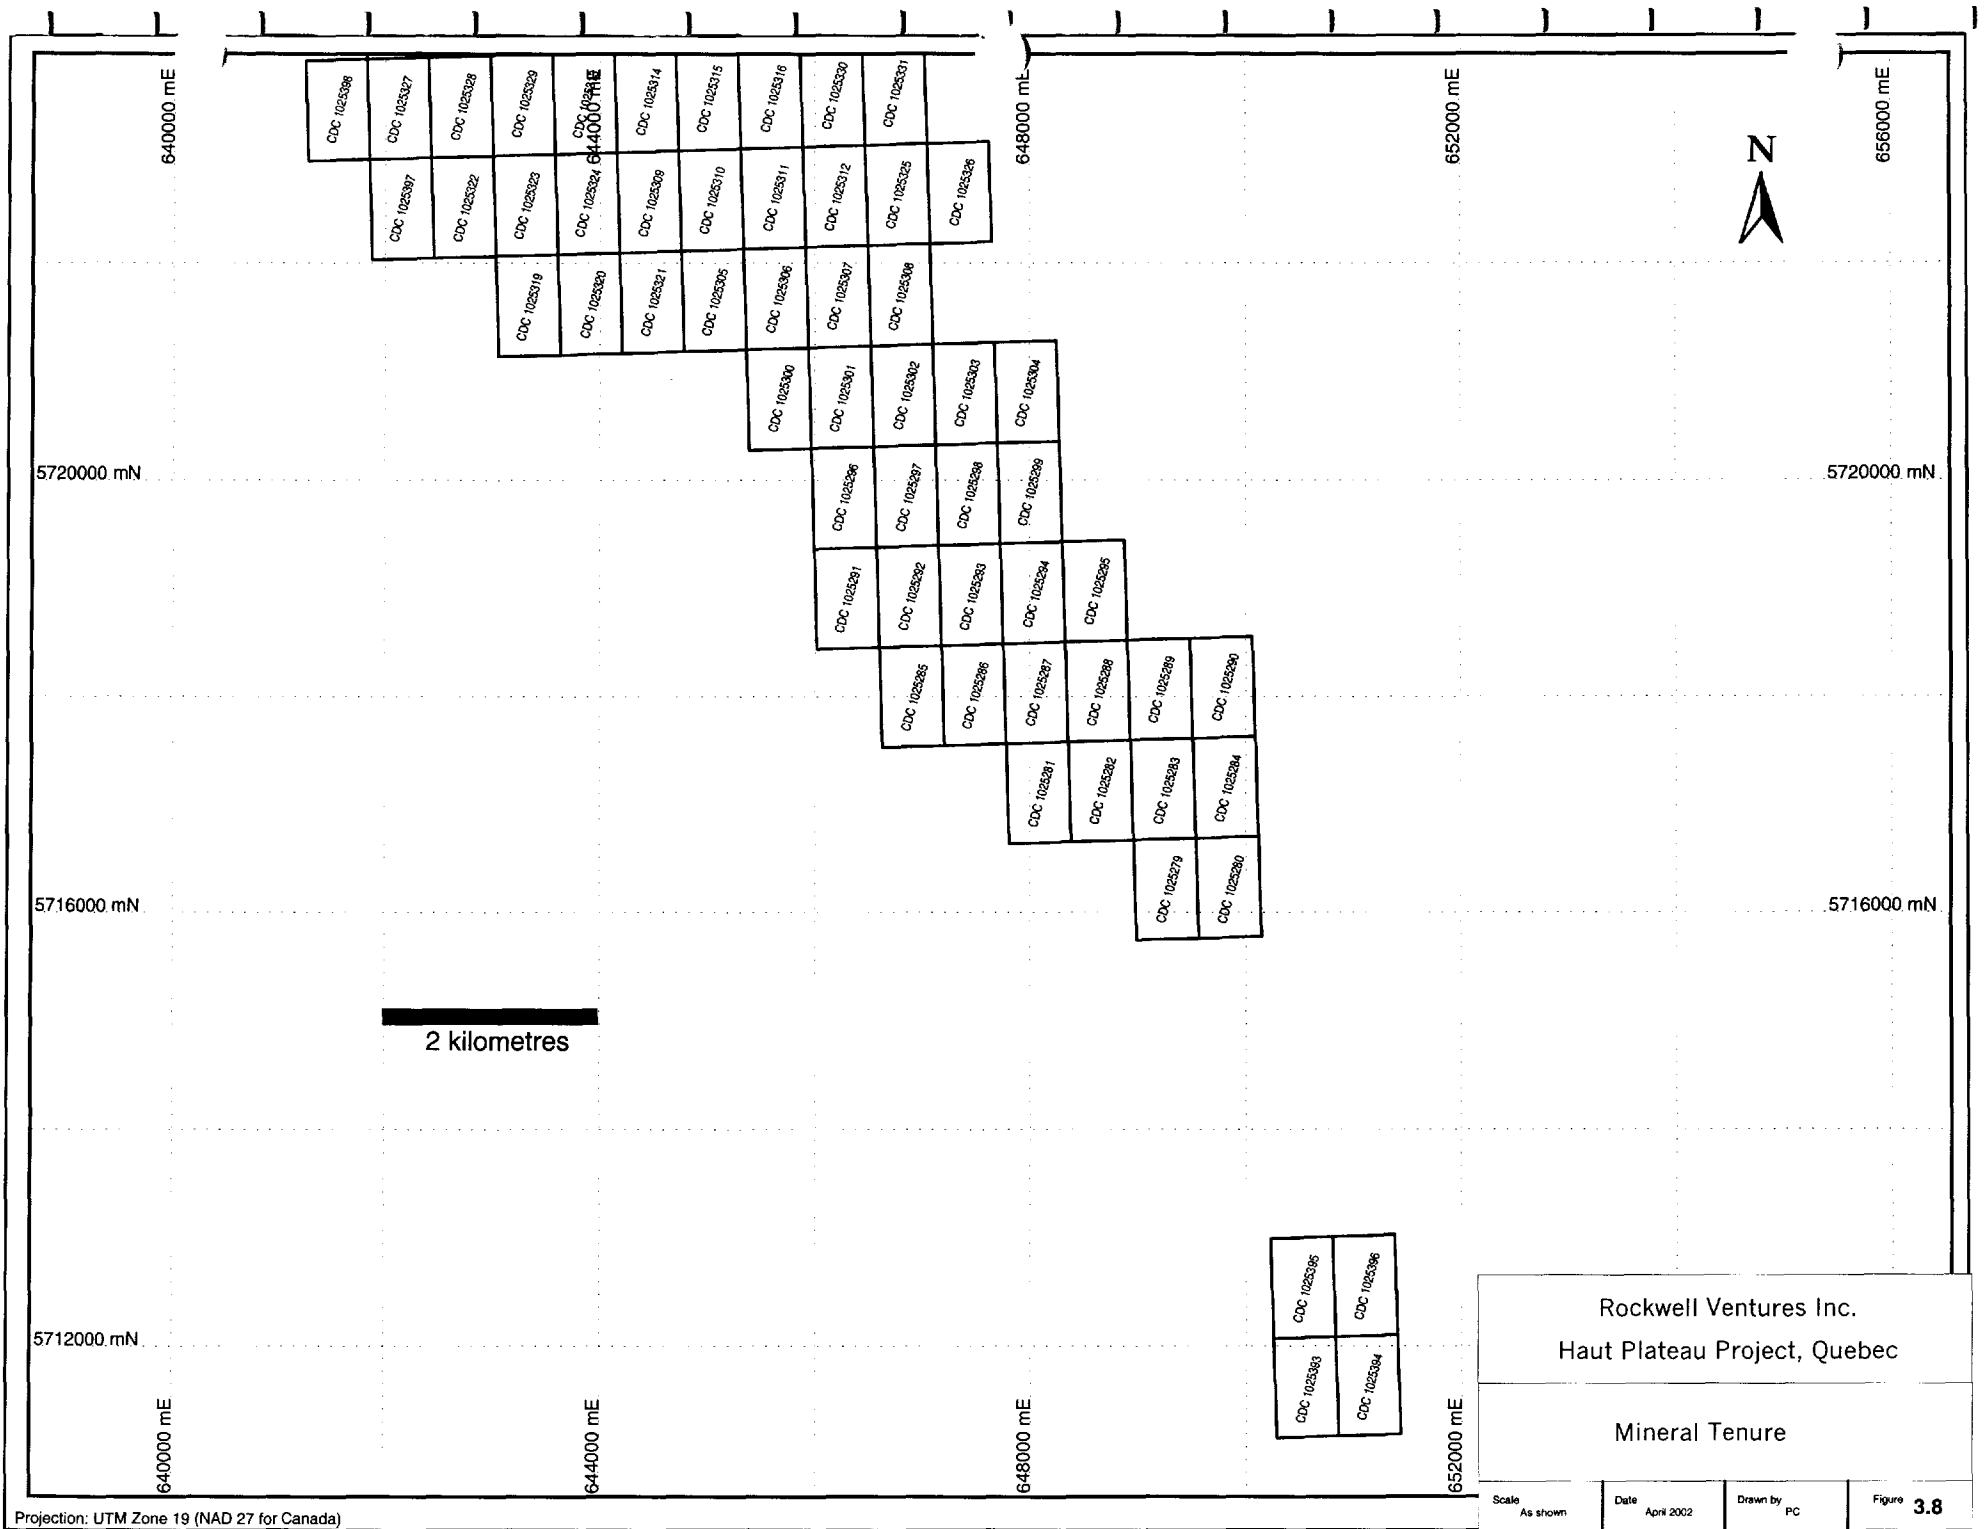 640000 mE
644000 mE
648000 mE
652000 mE
656000 mE
N
CDC 1025398
CDC 1025327
CDC 1025328
CDC 1025329
CDC 1025314
CDC 1025315
CDC 1025316
CDC 1025330
CDC 1025331
CDC 1025397
CDC 1025322
CDC 1025323
CDC 1025324
CDC 1025309
CDC 1025310
CDC 1025311
CDC 1025312
CDC 1025325
CDC 1025326
CDC 1025319
CDC 1025320
CDC 1025321
CDC 1025305
CDC 1025306
CDC 1025307
CDC 1025308
CDC 1025300
CDC 1025301
CDC 1025302
CDC 1025303
CDC 1025304
5720000 mN
CDC 1025296
CDC 1025297
CDC 1025298
CDC 1025299
5720000 mN
CDC 1025291
CDC 1025292
CDC 1025293
CDC 1025294
CDC 1025295
CDC 1025285
CDC 1025286
CDC 1025287
CDC 1025288
CDC 1025289
CDC 1025290
CDC 1025281
CDC 1025282
CDC 1025283
CDC 1025284
5716000 mN
CDC 1025279
CDC 1025280
5716000 mN
2 kilometres
CDC 1025395
CDC 1025396
5712000 mN
CDC 1025393
CDC 1025394
640000 mE
644000 mE
648000 mE
652000 mE
Rockwell Ventures Inc.
Haut Plateau Project, Quebec
Mineral Tenure
Scale As shown
Date April 2002
Drawn by PC
Figure 3.8
Projection: UTM Zone 19 (NAD 27 for Canada)